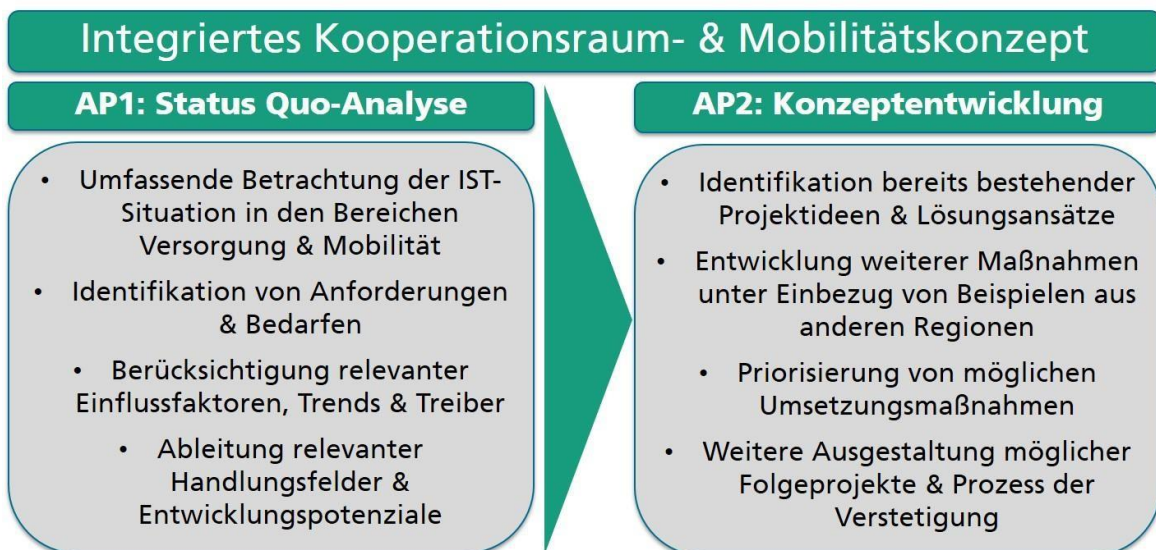 Integriertes Kooperationsraum- & Mobilitätskonzept
AP1: Status Quo-Analyse
• Umfassende Betrachtung der IST-
Situation in den Bereichen
Versorgung & Mobilität
• Identifikation von Anforderungen
& Bedarfen
• Berücksichtigung relevanter
Einflussfaktoren, Trends & Treiber
• Ableitung relevanter
Handlungsfelder &
Entwicklungspotenziale
AP2: Konzeptentwicklung
• Identifikation bereits bestehender
Projektideen & Lösungsansätze
• Entwicklung weiterer Maßnahmen
unter Einbezug von Beispielen aus
anderen Regionen
• Priorisierung von möglichen
Umsetzungsmaßnahmen
• Weitere Ausgestaltung möglicher
Folgeprojekte & Prozess der
Verstetigung